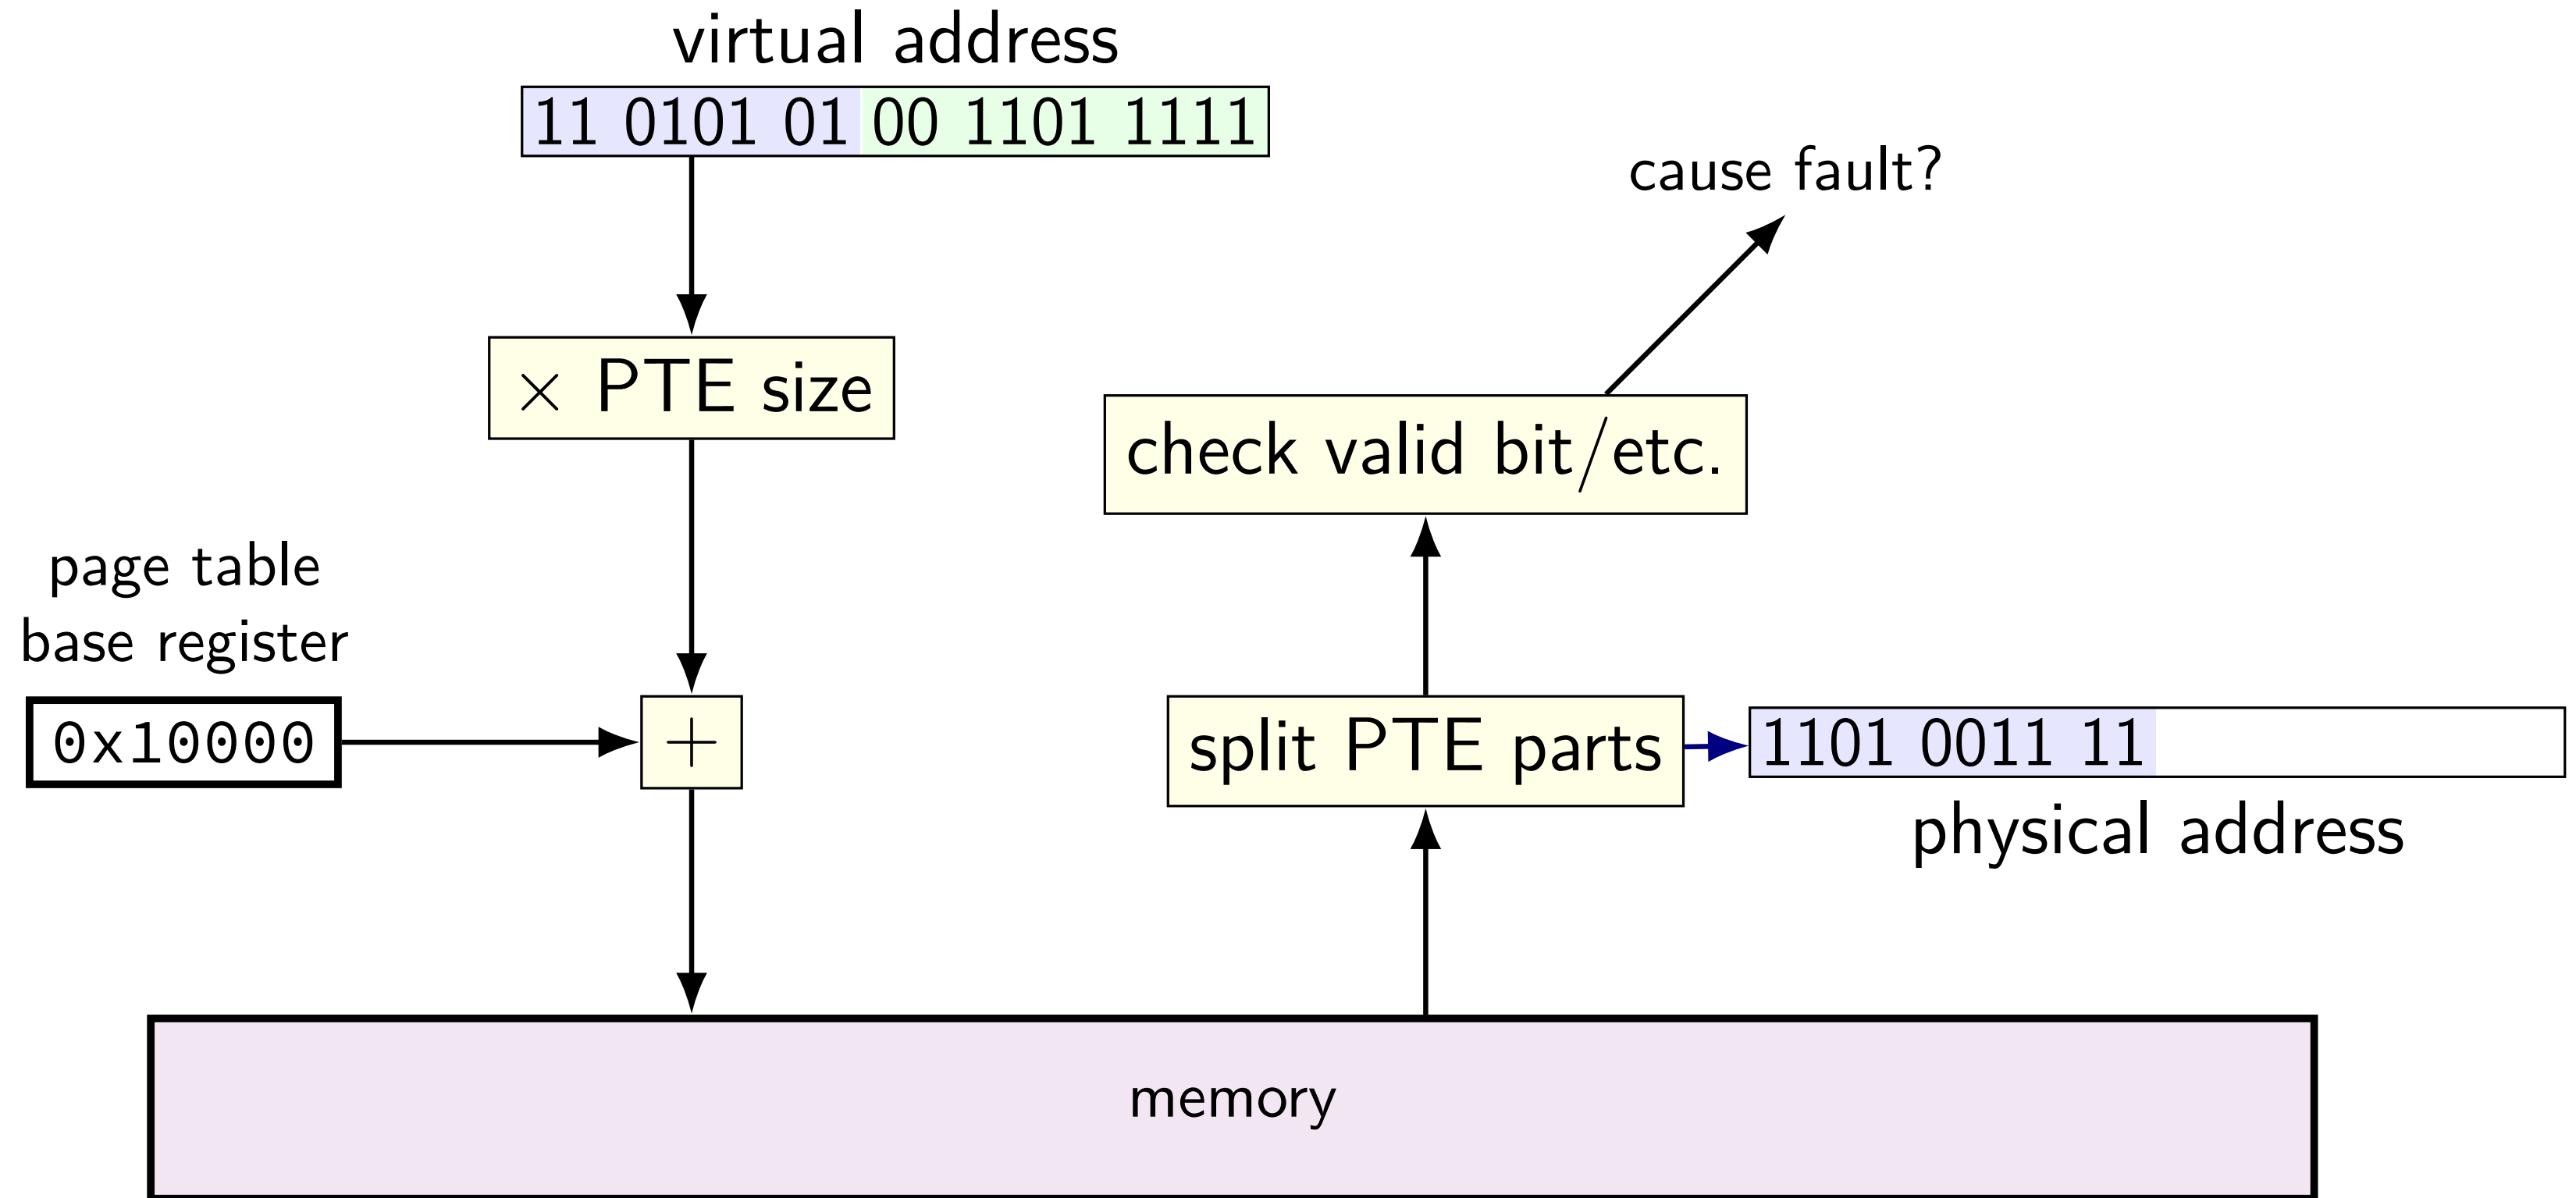 virtual address
11 0101 01 00 1101 1111
cause fault?
× PTE size
check valid bit/etc.
page table
base register
0x10000
+
split PTE parts
1101 0011 11
physical address
memory